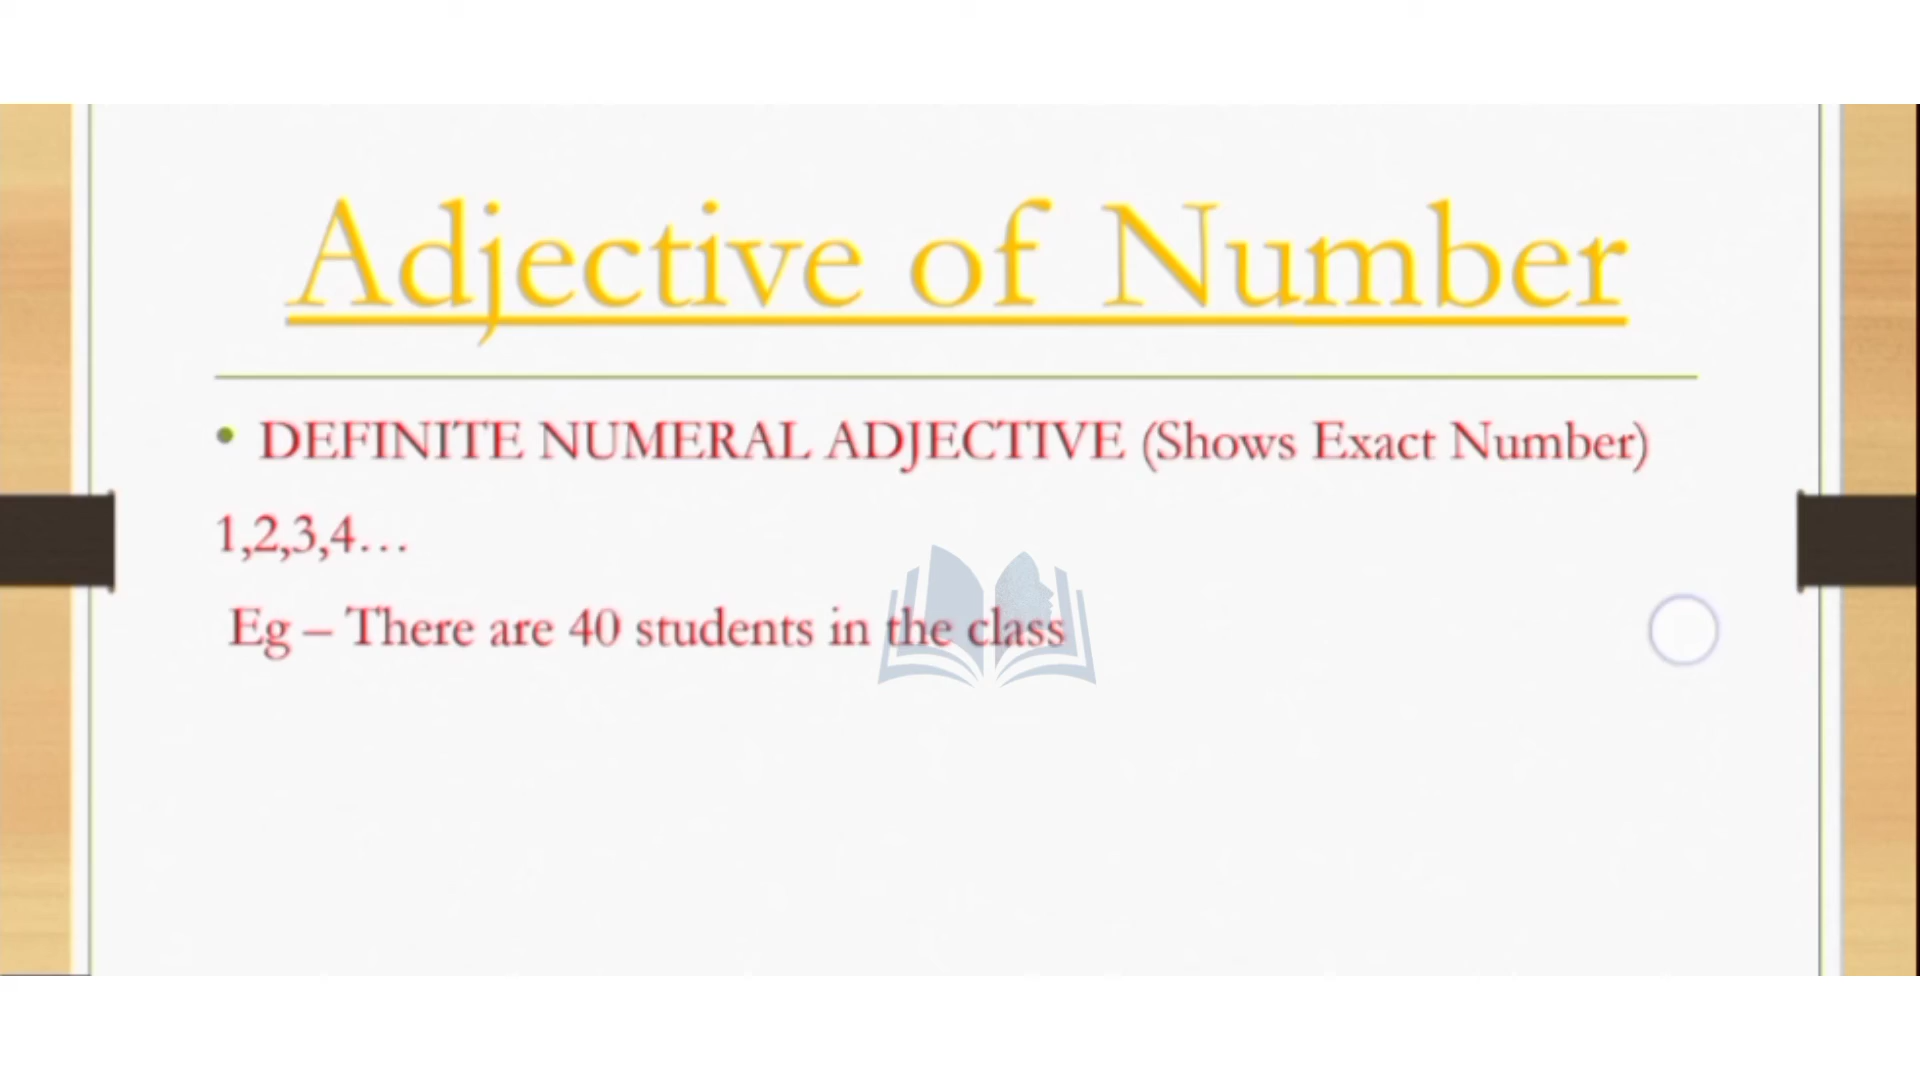 Adjective of Number
• DEFINITE NUMERAL ADJECTIVE (Shows Exact Number)
1,2,3,4…
Eg – There are 40 students in the class